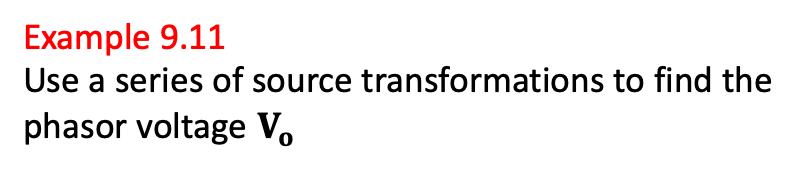 Example 9.11
Use a series of source transformations to find the
phasor voltage Vₒ